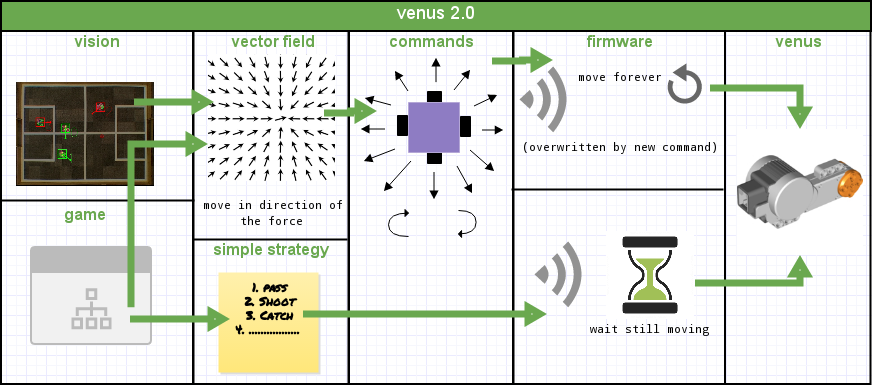 venus 2.0
vision
vector field
commands
firmware
venus
move forever
(overwritten by new command)
move in direction of
the force
game
simple strategy
1. PASS
2. SHOOT
3. CATCH
4. .................
wait still moving